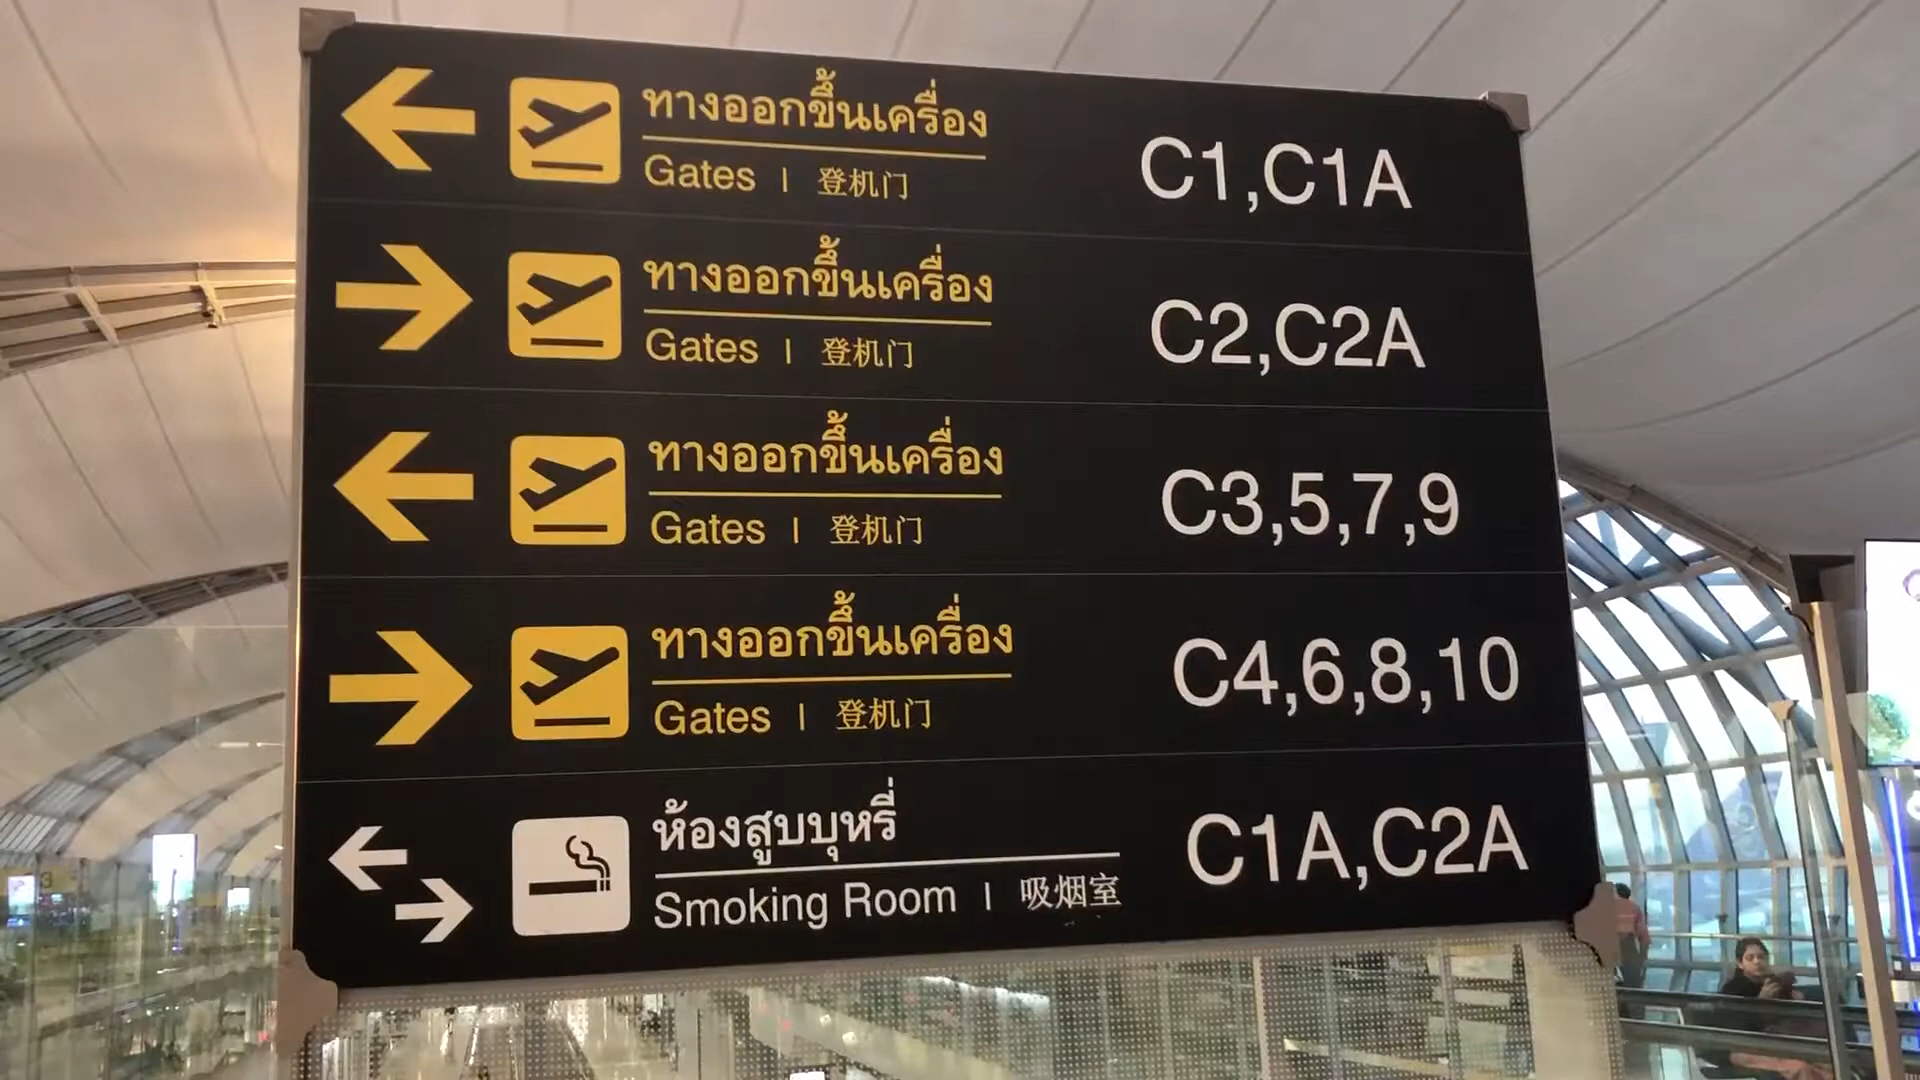 ทางออกขึ้นเครื่อง
Gates | 登机门
C1,C1A
ทางออกขึ้นเครื่อง
Gates | 登机门
C2,C2A
ทางออกขึ้นเครื่อง
Gates | 登机门
C3,5,7,9
ทางออกขึ้นเครื่อง
Gates | 登机门
C4,6,8,10
ห้องสูบบุหรี่
Smoking Room | 吸烟室
C1A,C2A
3